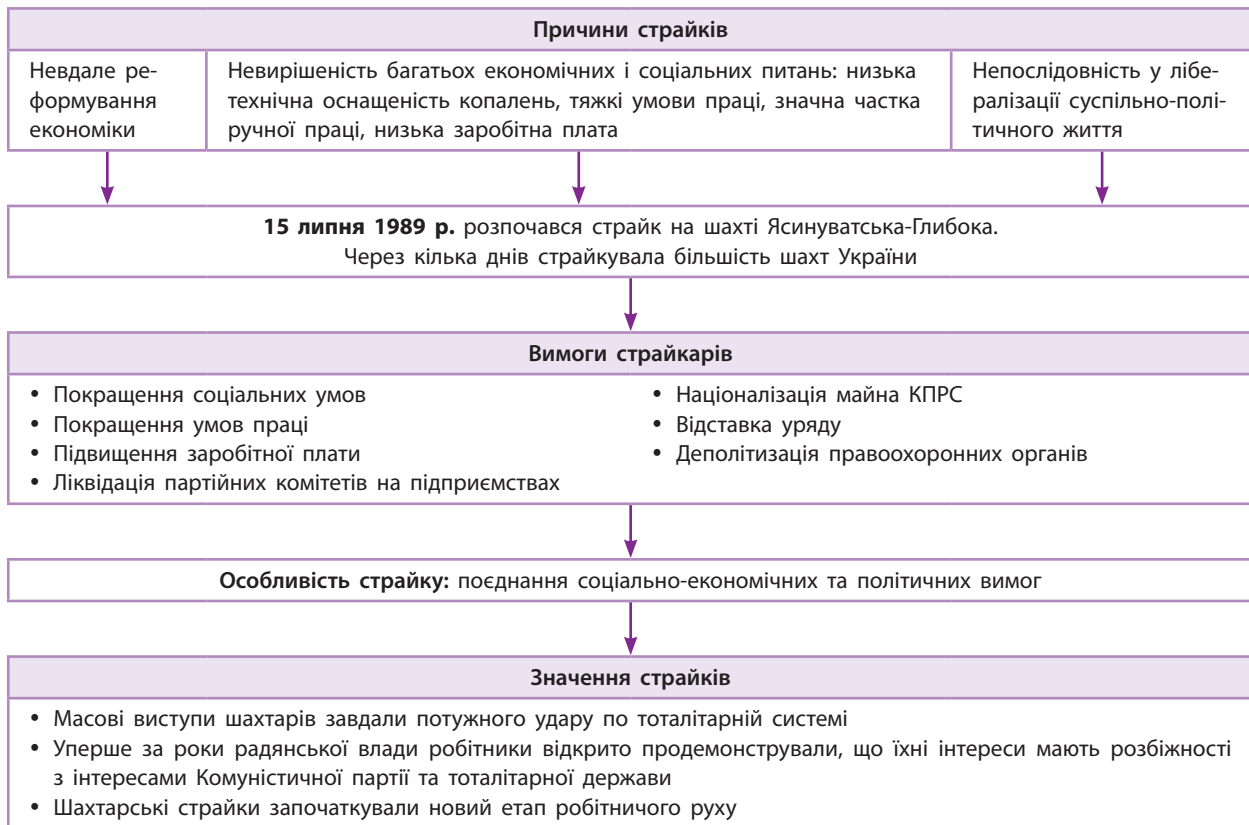 Причини страйків
Невдале ре-
формування
економіки
Невирішеність багатьох економічних і соціальних питань: низька
технічна оснащеність копалень, тяжкі умови праці, значна частка
ручної праці, низька заробітна плата
Непослідовність у лібе-
ралізації суспільно-полі-
тичного життя
15 липня 1989 р. розпочався страйк на шахті Ясинуватська-Глибока.
Через кілька днів страйкувала більшість шахт України
Вимоги страйкарів
• Покращення соціальних умов
• Покращення умов праці
• Підвищення заробітної плати
• Ліквідація партійних комітетів на підприємствах
• Націоналізація майна КПРС
• Відставка уряду
• Деполітизація правоохоронних органів
Особливість страйку: поєднання соціально-економічних та політичних вимог
Значення страйків
• Масові виступи шахтарів завдали потужного удару по тоталітарній системі
• Уперше за роки радянської влади робітники відкрито продемонстрували, що їхні інтереси мають розбіжності
з інтересами Комуністичної партії та тоталітарної держави
• Шахтарські страйки започаткували новий етап робітничого руху